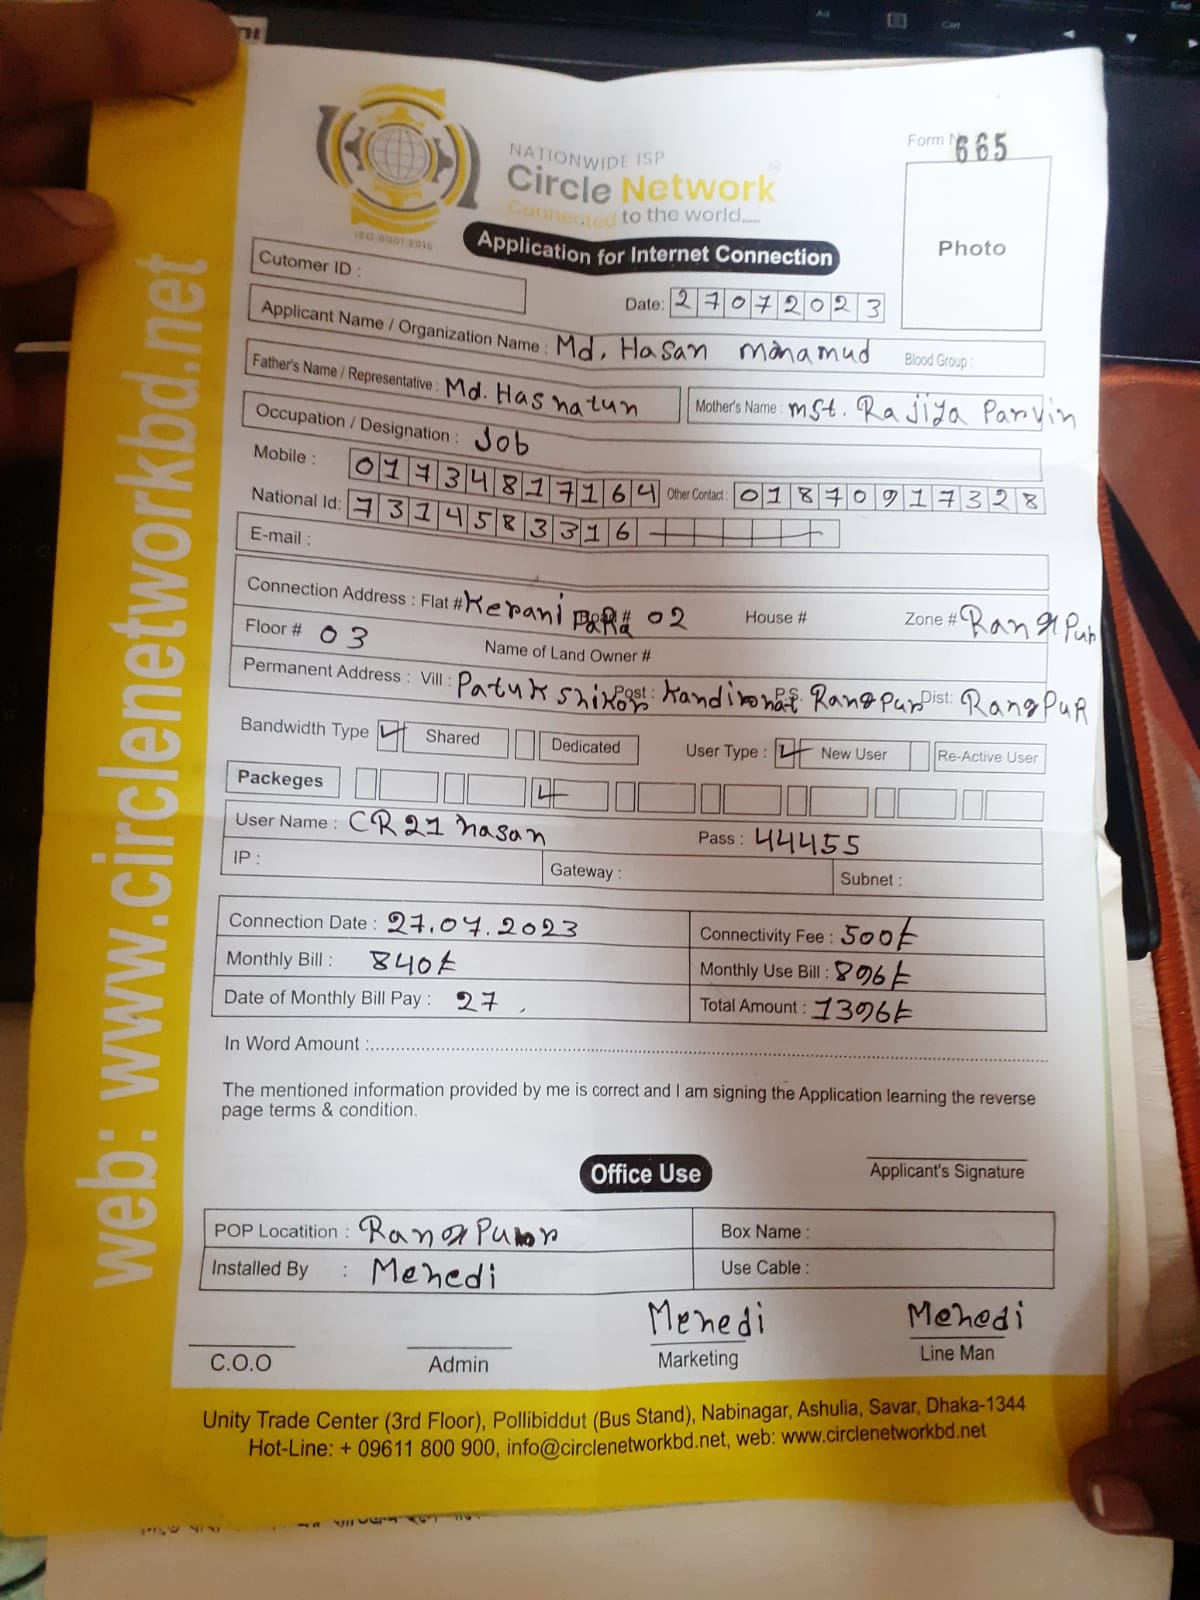 Form N 665
NATIONWIDE ISP
Circle Network
Connected to the world.....
ISO 9001:2015
Application for Internet Connection
Photo
Cutomer ID :
Date: 27072023
Applicant Name / Organization Name : Md. Hasan Mahamud Blood Group :
Father's Name / Representative : Md. Hasnatun Mother's Name : mst. Rajiya Parvin
Occupation / Designation : Job
Mobile : 01734817164 Other Contact : 01870917328
National Id: 7314583316
E-mail :
Connection Address : Flat # Kerani Para 02 House # Zone # Rangpur
Floor # 03 Name of Land Owner #
Permanent Address : Vill : Patuk Shikor Post : P.S. Rangpur Dist: Rangpur
Bandwidth Type Shared Dedicated User Type : New User Re-Active User
Packeges
User Name : CR21 hasan Pass : 44455
IP : Gateway : Subnet :
Connection Date : 27.07.2023 Connectivity Fee : 500৳
Monthly Bill : 840৳ Monthly Use Bill : 896৳
Date of Monthly Bill Pay : 27 Total Amount : 1396৳
In Word Amount :
The mentioned information provided by me is correct and I am signing the Application learning the reverse
page terms & condition.
Applicant's Signature
Office Use
POP Locatition : Rangpur Box Name :
Installed By : Mehedi Use Cable :
Mehedi Mehedi
C.O.O Admin Marketing Line Man
Unity Trade Center (3rd Floor), Pollibiddut (Bus Stand), Nabinagar, Ashulia, Savar, Dhaka-1344
Hot-Line: + 09611 800 900, info@circlenetworkbd.net, web: www.circlenetworkbd.net
web: www.circlenetworkbd.net